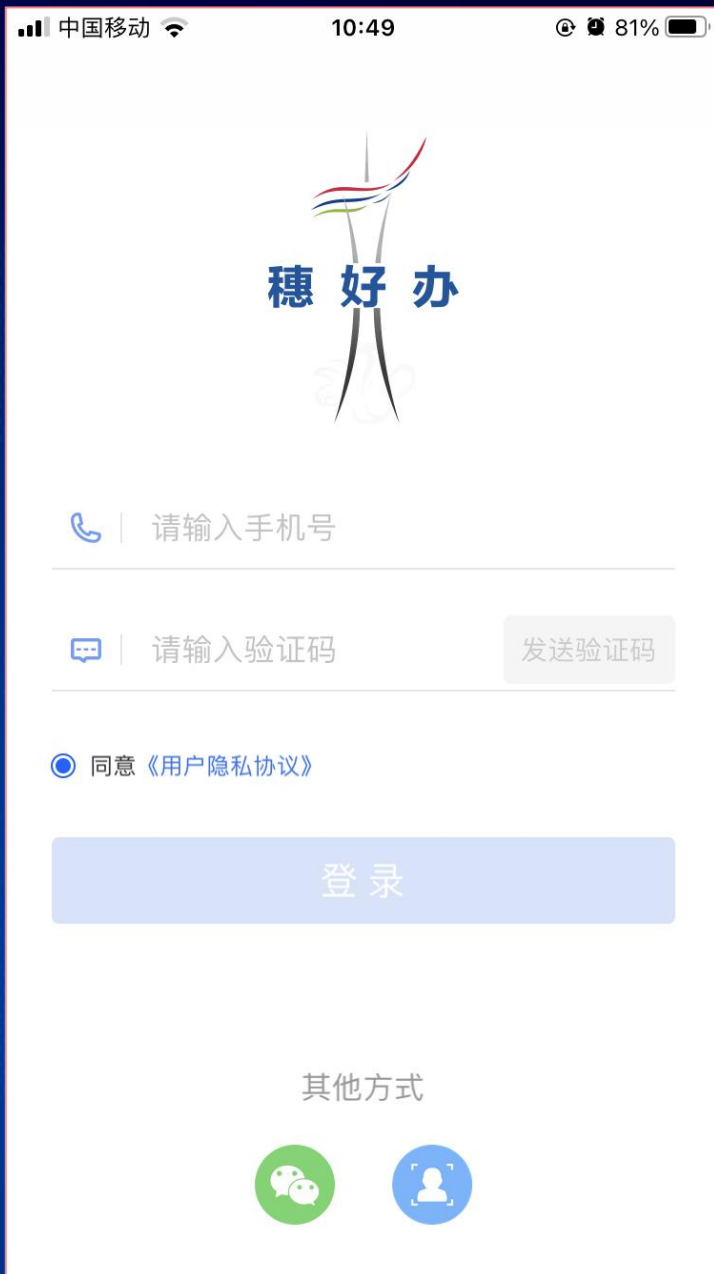 中国移动 10:49 81%
穗好办
请输入手机号
请输入验证码 发送验证码
同意《用户隐私协议》
登录
其他方式